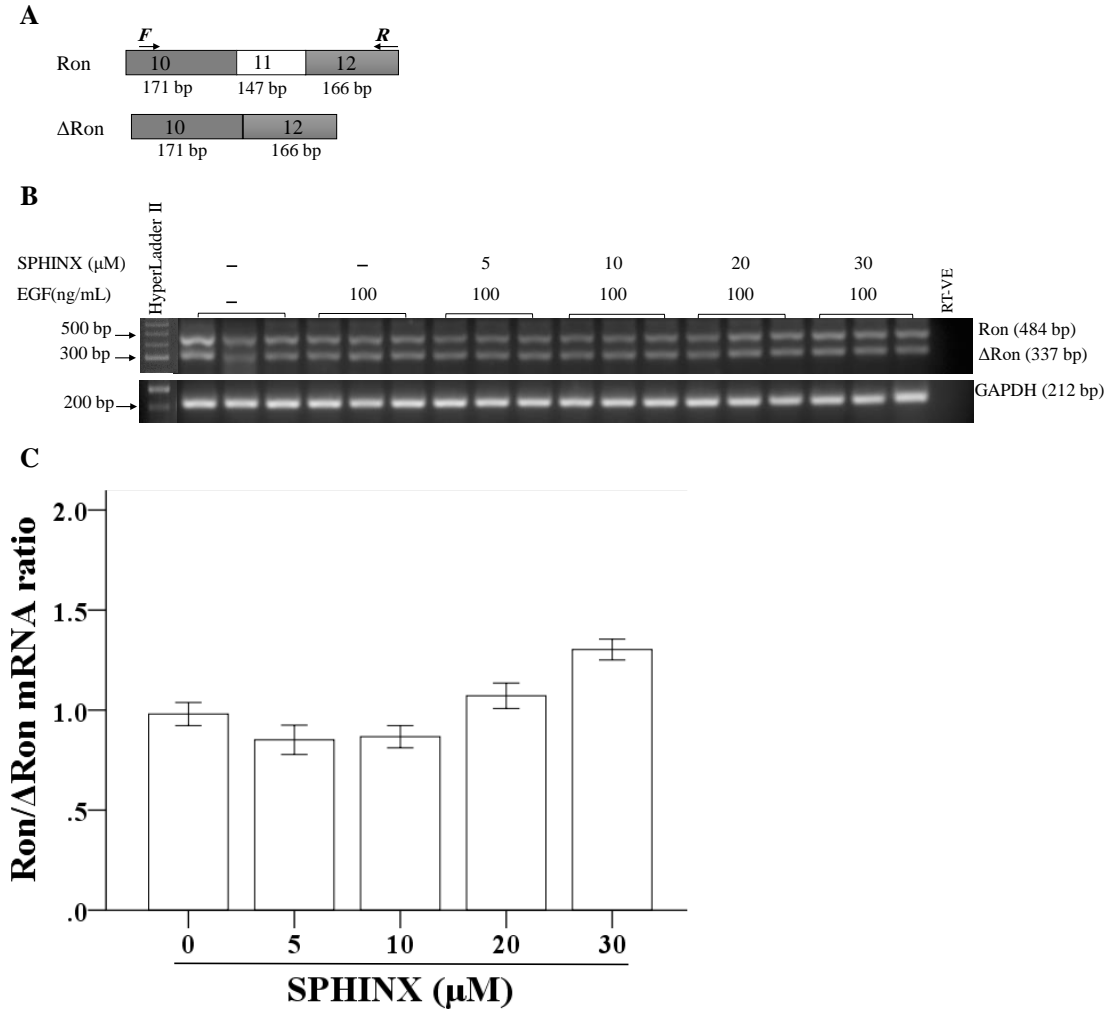 A
F R
Ron 10 11 12
171 bp 147 bp 166 bp
ΔRon 10 12
171 bp 166 bp
B
HyperLadder II
SPHINX (μM) – – 5 10 20 30
EGF(ng/mL) – 100 100 100 100 100
RT-VE
500 bp Ron (484 bp)
300 bp ΔRon (337 bp)
200 bp GAPDH (212 bp)
C
Ron/ΔRon mRNA ratio
2.0
1.5
1.0
.5
.0
0 5 10 20 30
SPHINX (μM)